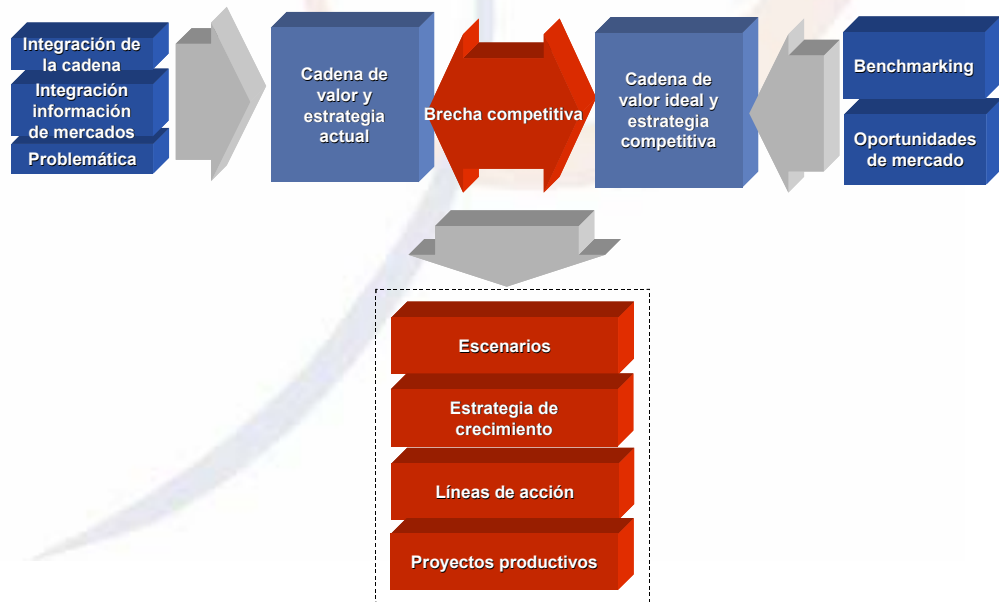 Integración de
la cadena
Integración
información
de mercados
Problemática
Cadena de
valor y
estrategia
actual
Brecha competitiva
Cadena de
valor ideal y
estrategia
competitiva
Benchmarking
Oportunidades
de mercado
Escenarios
Estrategia de
crecimiento
Líneas de acción
Proyectos productivos